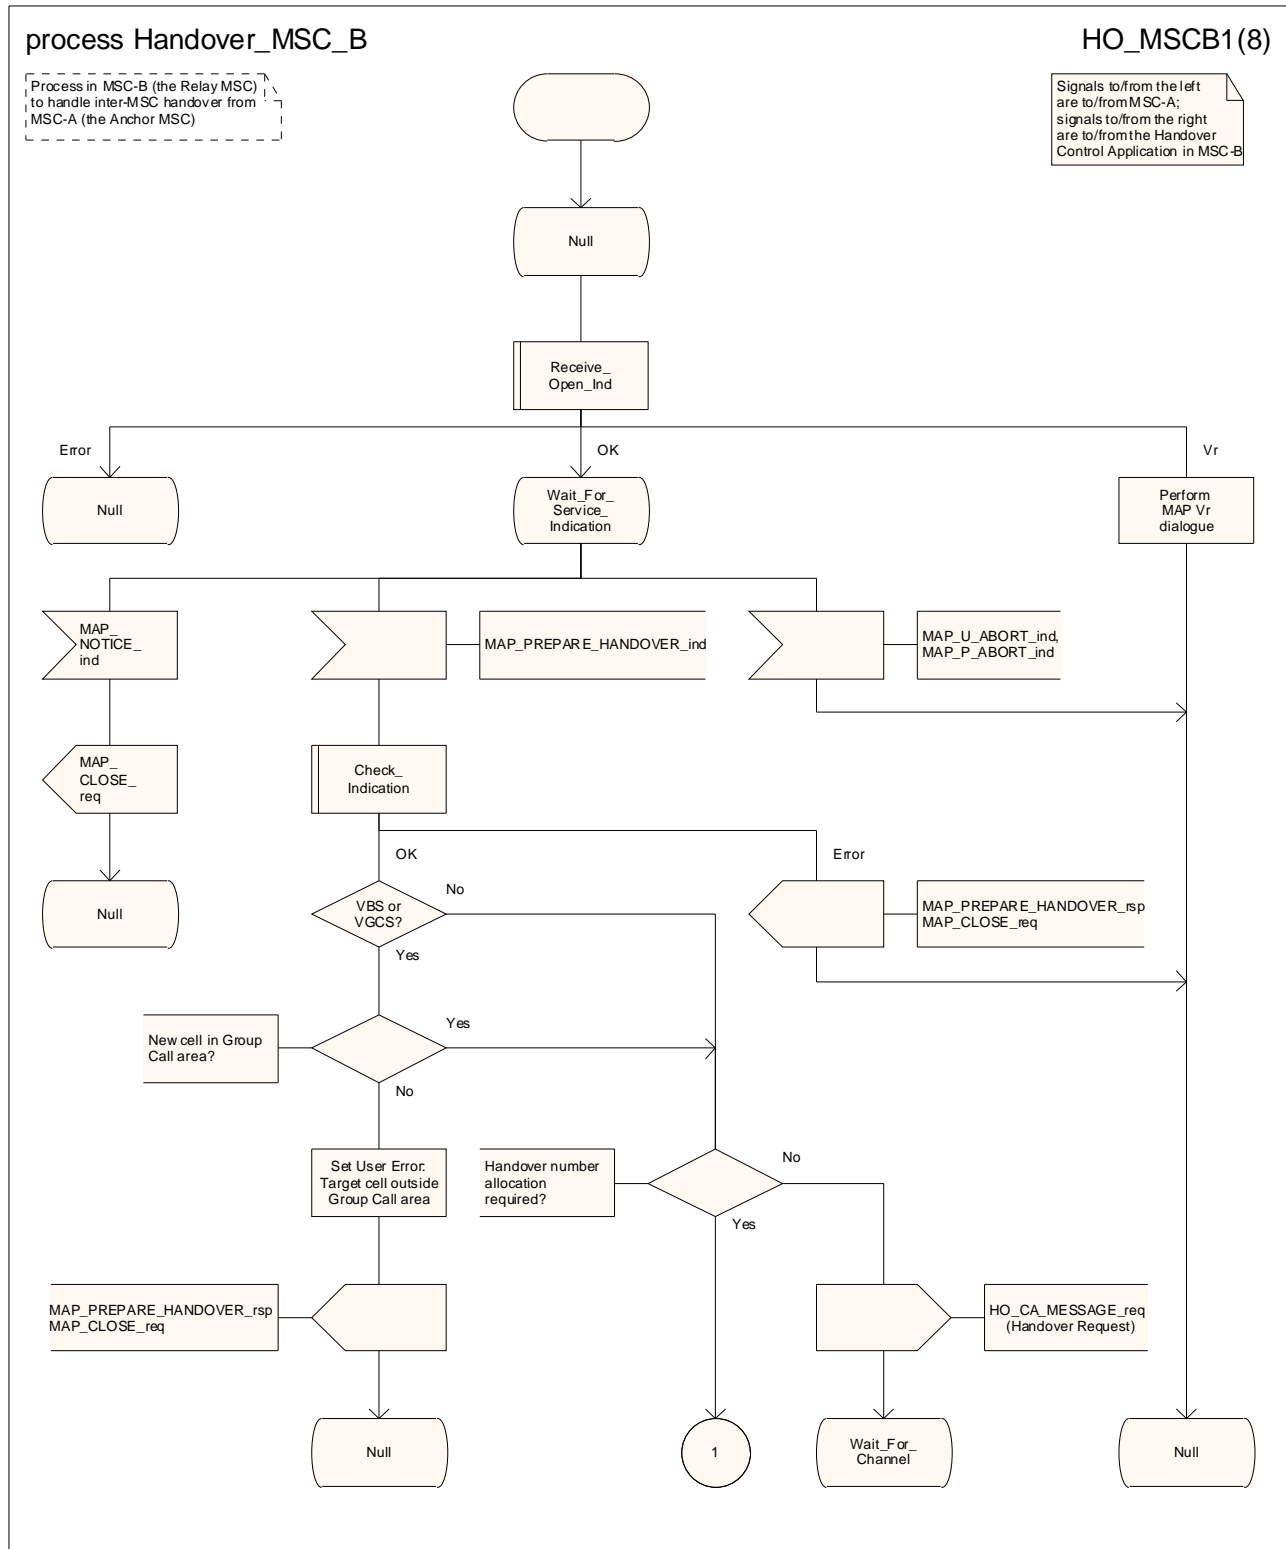 process Handover_MSC_B
HO_MSCB1(8)
Process in MSC-B (the Relay MSC)
to handle inter-MSC handover from
MSC-A (the Anchor MSC)
Signals to/from the left
are to/from MSC-A;
signals to/from the right
are to/from the Handover
Control Application in MSC-B
Null
Receive_
Open_Ind
Error
OK
Vr
Null
Wait_For_
Service_
Indication
Perform
MAP Vr
dialogue
MAP_
NOTICE_
ind
MAP_PREPARE_HANDOVER_ind
MAP_U_ABORT_ind,
MAP_P_ABORT_ind
MAP_
CLOSE_
req
Check_
Indication
OK
Error
Null
VBS or
VGCS?
No
Yes
MAP_PREPARE_HANDOVER_rsp
MAP_CLOSE_req
New cell in Group
Call area?
Yes
No
Set User Error:
Target cell outside
Group Call area
Handover number
allocation
required?
No
Yes
MAP_PREPARE_HANDOVER_rsp
MAP_CLOSE_req
HO_CA_MESSAGE_req
(Handover Request)
Null
1
Wait_For_
Channel
Null